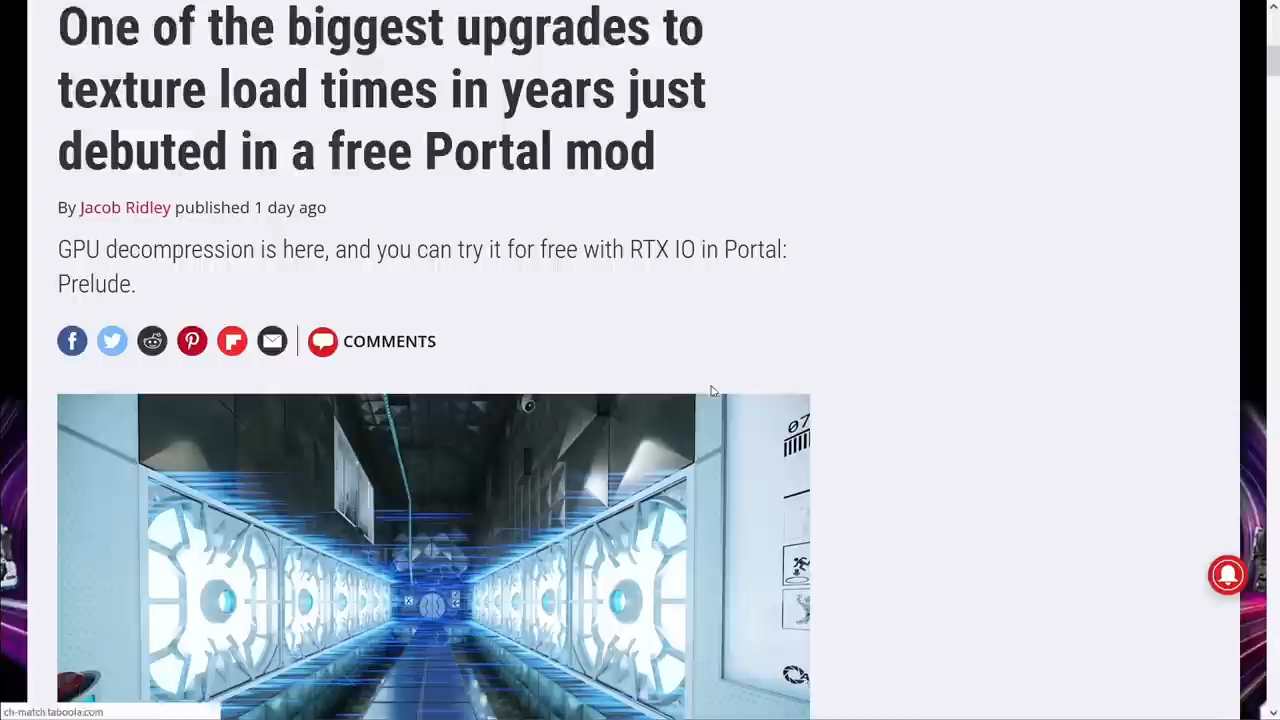 One of the biggest upgrades to
texture load times in years just
debuted in a free Portal mod
By Jacob Ridley published 1 day ago
GPU decompression is here, and you can try it for free with RTX IO in Portal:
Prelude.
COMMENTS
07
ch-match.taboola.com